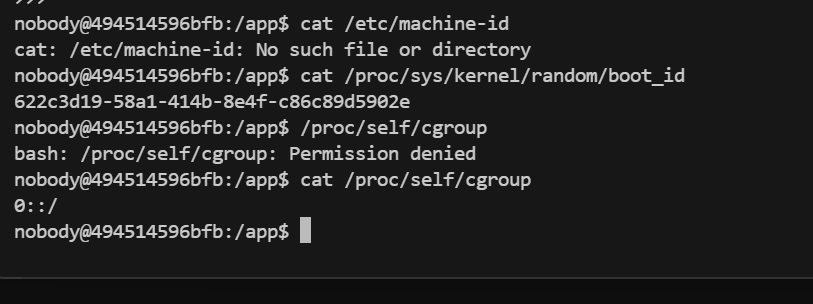 nobody@494514596bfb:/app$ cat /etc/machine-id
cat: /etc/machine-id: No such file or directory
nobody@494514596bfb:/app$ cat /proc/sys/kernel/random/boot_id
622c3d19-58a1-414b-8e4f-c86c89d5902e
nobody@494514596bfb:/app$ /proc/self/cgroup
bash: /proc/self/cgroup: Permission denied
nobody@494514596bfb:/app$ cat /proc/self/cgroup
0::/
nobody@494514596bfb:/app$